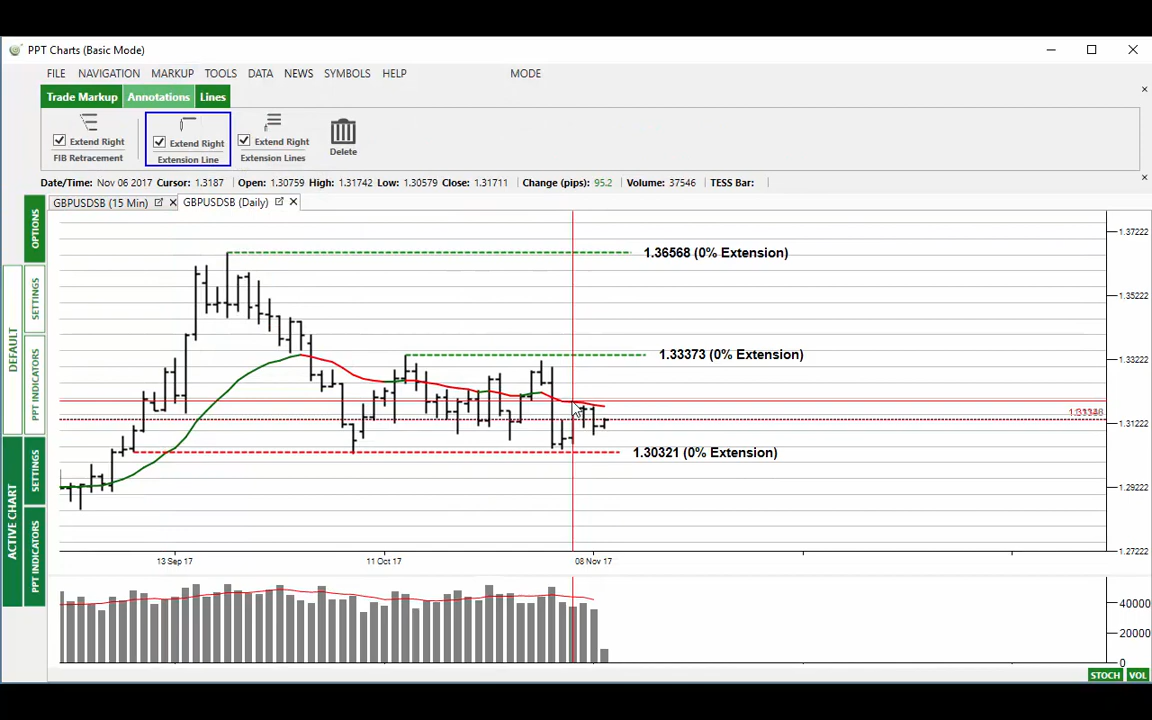 PPT Charts (Basic Mode)
FILE NAVIGATION MARKUP TOOLS DATA NEWS SYMBOLS HELP MODE
Trade Markup Annotations Lines
Extend Right Extend Right Extend Right
FIB Retracement Extension Line Extension Lines Delete
Date/Time: Nov 06 2017 Cursor: 1.3187 Open: 1.30759 High: 1.31742 Low: 1.30579 Close: 1.31711 Change (pips): 95.2 Volume: 37546 TESS Bar:
GBPUSDSB (15 Min) GBPUSDSB (Daily)
OPTIONS
SETTINGS
PPT INDICATORS
DEFAULT
SETTINGS
PPT INDICATORS
ACTIVE CHART
1.37222
1.36568 (0% Extension)
1.35222
1.33373 (0% Extension)
1.33222
1.31222
1.30321 (0% Extension)
1.29222
1.27222
13 Sep 17 11 Oct 17 08 Nov 17
40000
20000
0
STOCH VOL